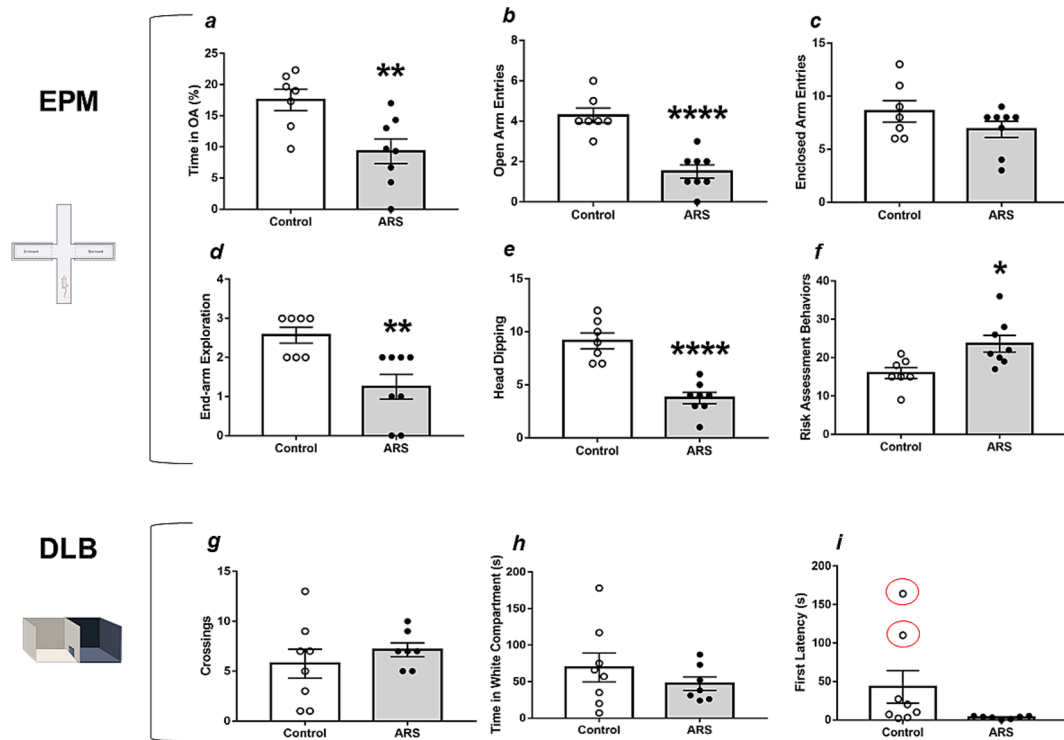 EPM
a
Time in OA (%)
25
20
15
10
5
0
**
Control
ARS
b
Open Arm Entries
8
6
4
2
0
****
Control
ARS
c
Enclosed Arm Entries
15
10
5
0
Control
ARS
d
End-arm Exploration
4
3
2
1
0
**
Control
ARS
e
Head Dipping
15
10
5
0
****
Control
ARS
f
Risk Assessment Behaviors
40
30
20
10
0
*
Control
ARS
DLB
g
Crossings
15
10
5
0
Control
ARS
h
Time in White Compartment (s)
200
150
100
50
0
Control
ARS
i
First Latency (s)
200
150
100
50
0
Control
ARS